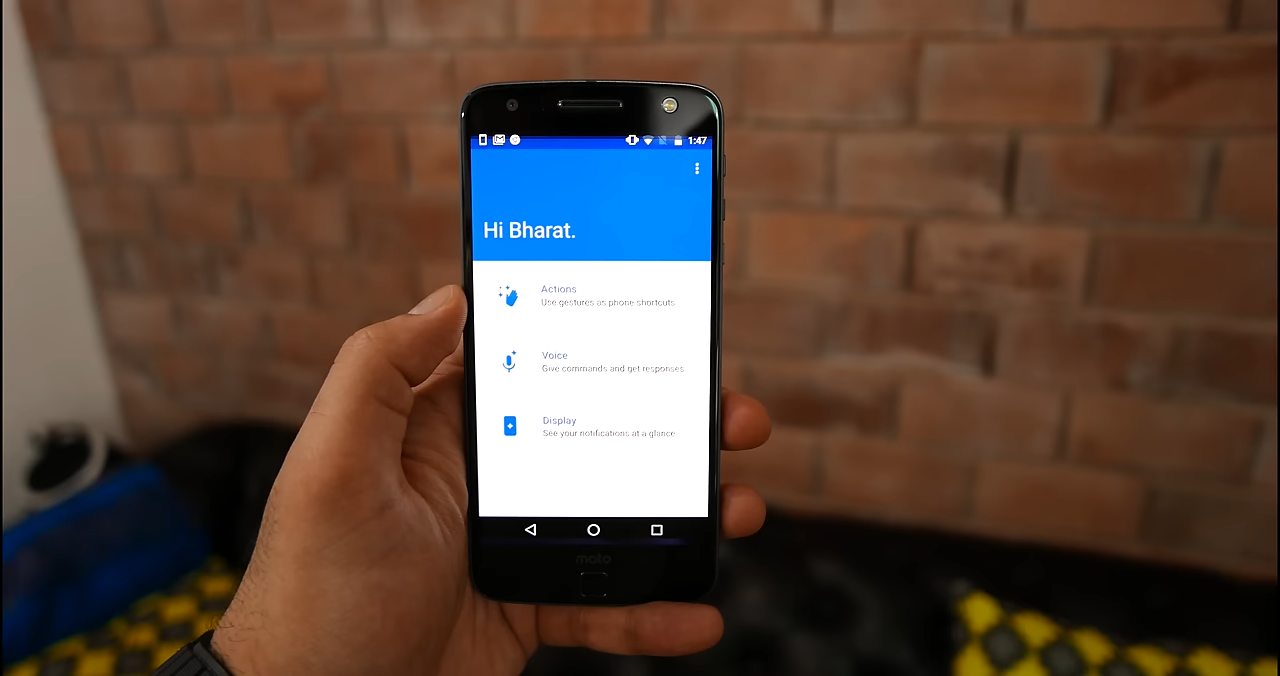 1:47
Hi Bharat.
Actions
Use gestures as phone shortcuts
Voice
Give commands and get responses
Display
See your notifications at a glance
moto